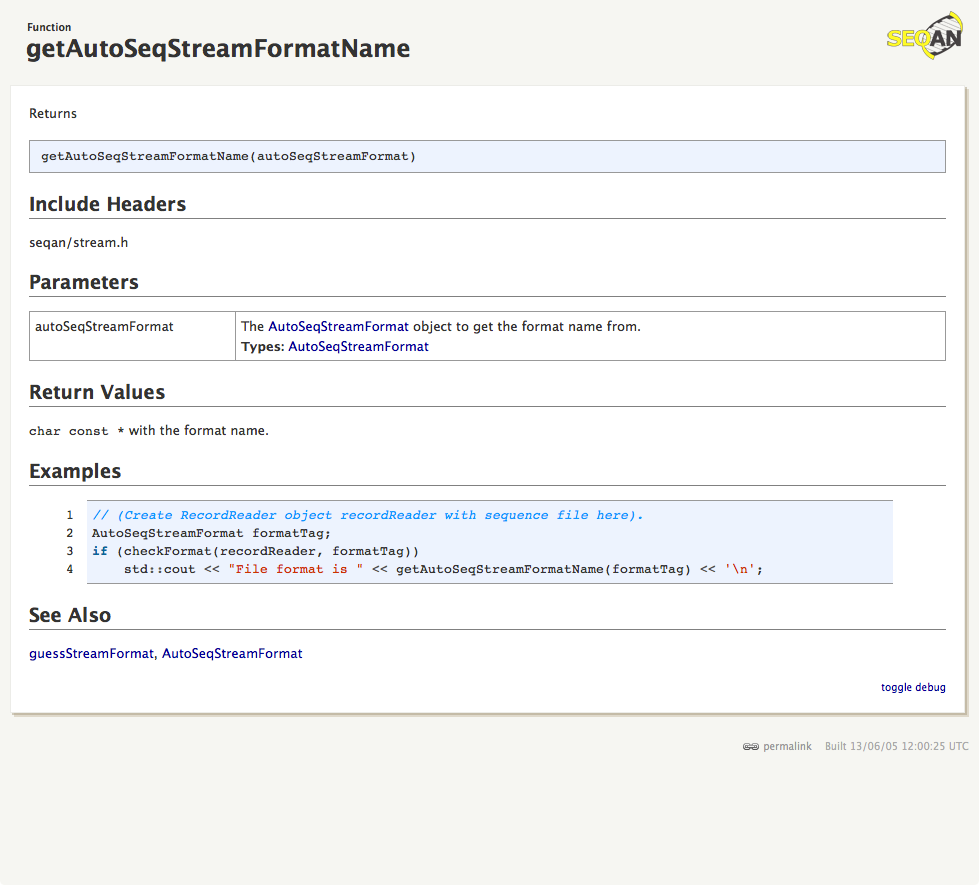 Function
getAutoSeqStreamFormatName
SEQAN
Returns
getAutoSeqStreamFormatName(autoSeqStreamFormat)
Include Headers
seqan/stream.h
Parameters
autoSeqStreamFormat
The AutoSeqStreamFormat object to get the format name from.
Types: AutoSeqStreamFormat
Return Values
char const * with the format name.
Examples
1 // (Create RecordReader object recordReader with sequence file here).
2 AutoSeqStreamFormat formatTag;
3 if (checkFormat(recordReader, formatTag))
4     std::cout << "File format is " << getAutoSeqStreamFormatName(formatTag) << '\n';
See Also
guessStreamFormat, AutoSeqStreamFormat
toggle debug
permalink Built 13/06/05 12:00:25 UTC